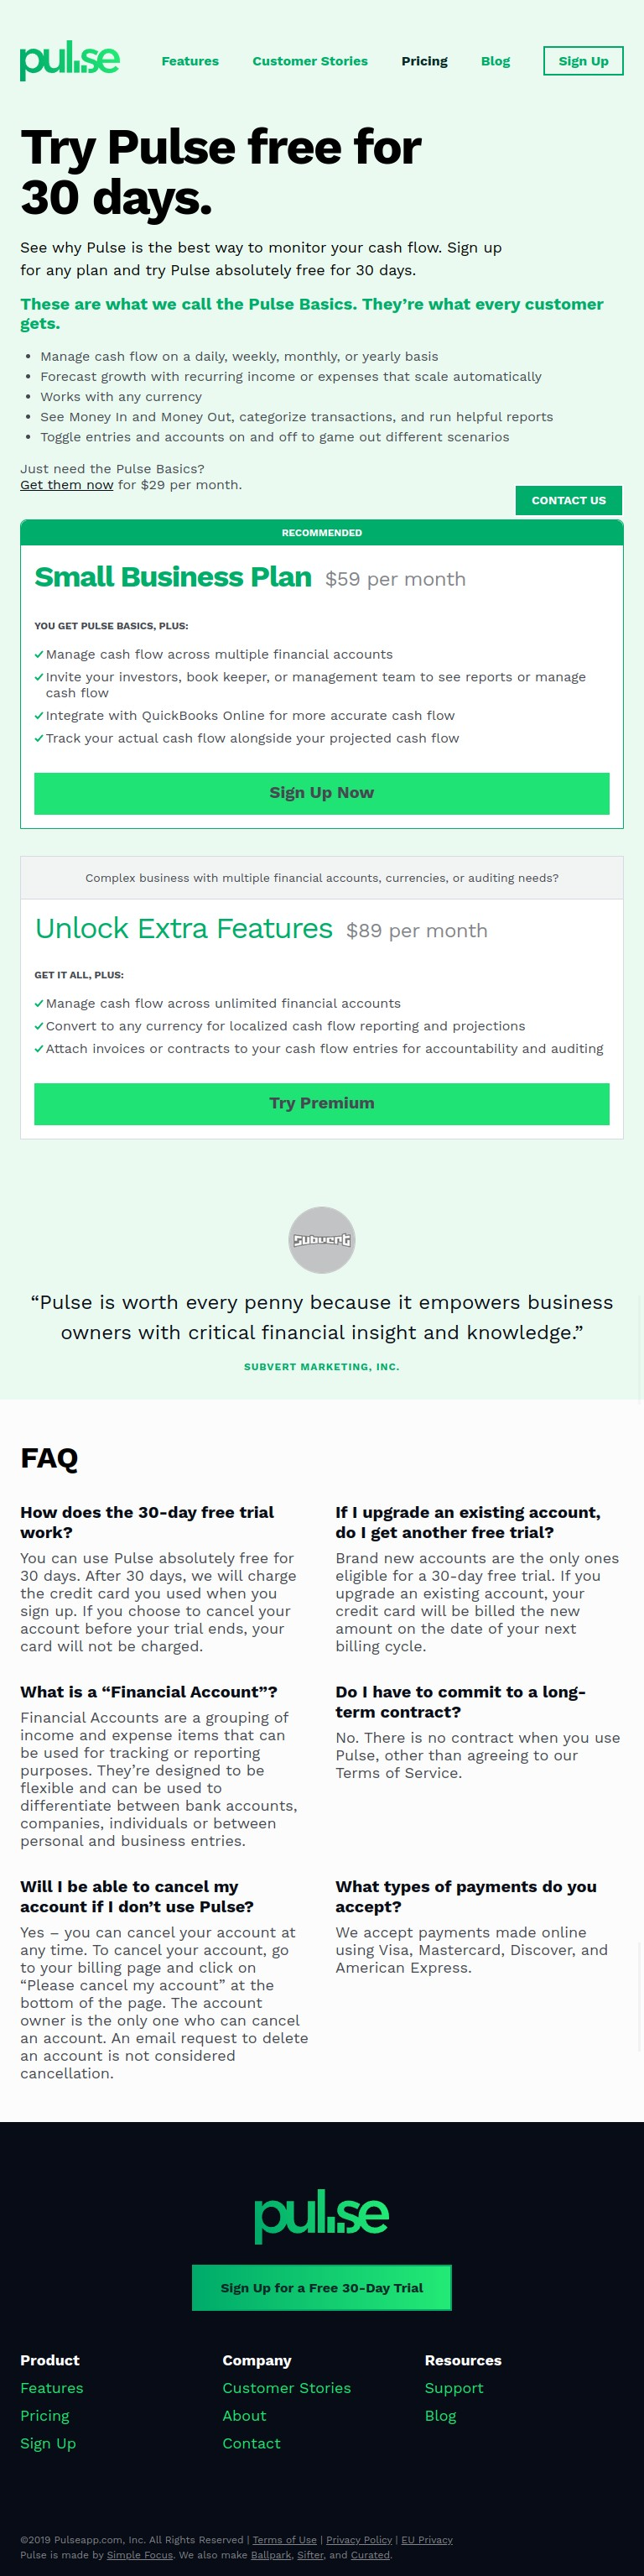 pulse
Features Customer Stories Pricing Blog Sign Up
Try Pulse free for
30 days.
See why Pulse is the best way to monitor your cash flow. Sign up
for any plan and try Pulse absolutely free for 30 days.
These are what we call the Pulse Basics. They’re what every customer
gets.
• Manage cash flow on a daily, weekly, monthly, or yearly basis
• Forecast growth with recurring income or expenses that scale automatically
• Works with any currency
• See Money In and Money Out, categorize transactions, and run helpful reports
• Toggle entries and accounts on and off to game out different scenarios
Just need the Pulse Basics?
Get them now for $29 per month.
CONTACT US
RECOMMENDED
Small Business Plan $59 per month
YOU GET PULSE BASICS, PLUS:
Manage cash flow across multiple financial accounts
Invite your investors, book keeper, or management team to see reports or manage
cash flow
Integrate with QuickBooks Online for more accurate cash flow
Track your actual cash flow alongside your projected cash flow
Sign Up Now
Complex business with multiple financial accounts, currencies, or auditing needs?
Unlock Extra Features $89 per month
GET IT ALL, PLUS:
Manage cash flow across unlimited financial accounts
Convert to any currency for localized cash flow reporting and projections
Attach invoices or contracts to your cash flow entries for accountability and auditing
Try Premium
Subvert
“Pulse is worth every penny because it empowers business
owners with critical financial insight and knowledge.”
SUBVERT MARKETING, INC.
FAQ
How does the 30-day free trial
work?
You can use Pulse absolutely free for
30 days. After 30 days, we will charge
the credit card you used when you
sign up. If you choose to cancel your
account before your trial ends, your
card will not be charged.
If I upgrade an existing account,
do I get another free trial?
Brand new accounts are the only ones
eligible for a 30-day free trial. If you
upgrade an existing account, your
credit card will be billed the new
amount on the date of your next
billing cycle.
What is a “Financial Account”?
Financial Accounts are a grouping of
income and expense items that can
be used for tracking or reporting
purposes. They’re designed to be
flexible and can be used to
differentiate between bank accounts,
companies, individuals or between
personal and business entries.
Do I have to commit to a long-
term contract?
No. There is no contract when you use
Pulse, other than agreeing to our
Terms of Service.
Will I be able to cancel my
account if I don’t use Pulse?
Yes – you can cancel your account at
any time. To cancel your account, go
to your billing page and click on
“Please cancel my account” at the
bottom of the page. The account
owner is the only one who can cancel
an account. An email request to delete
an account is not considered
cancellation.
What types of payments do you
accept?
We accept payments made online
using Visa, Mastercard, Discover, and
American Express.
pulse
Sign Up for a Free 30-Day Trial
Product
Features
Pricing
Sign Up
Company
Customer Stories
About
Contact
Resources
Support
Blog
©2019 Pulseapp.com, Inc. All Rights Reserved | Terms of Use | Privacy Policy | EU Privacy
Pulse is made by Simple Focus. We also make Ballpark, Sifter, and Curated.